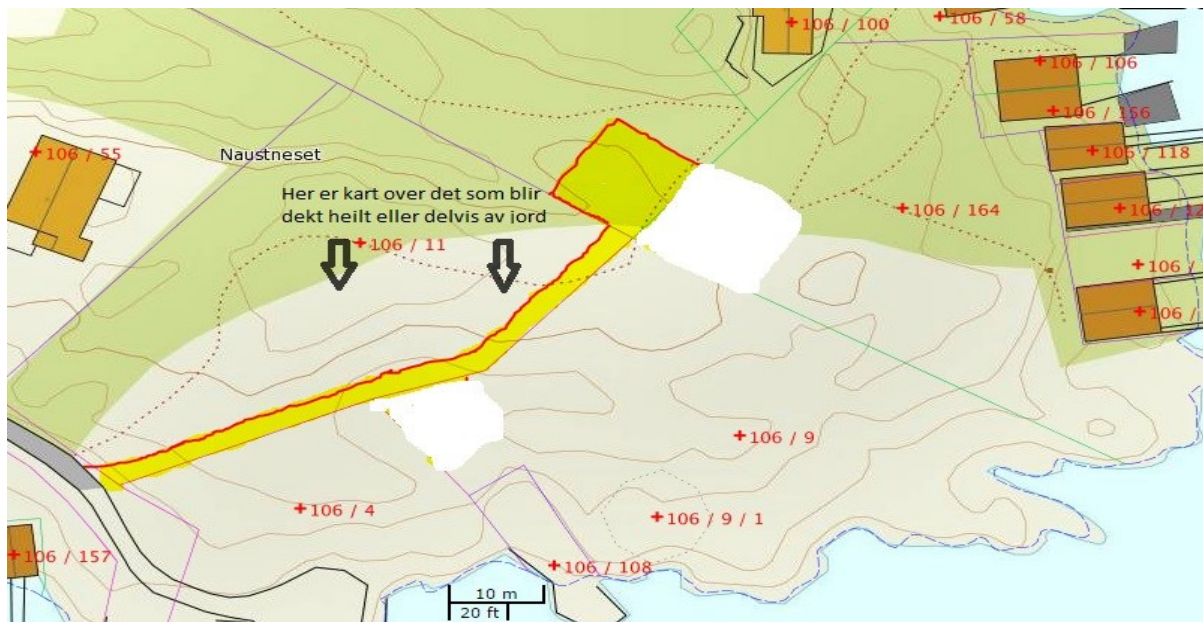 +106 / 100
+106 / 58
+106 / 106
+106 / 156
+106 / 118
+106 / 55
Naustneset
Her er kart over det som blir
dekt heilt eller delvis av jord
+106 / 11
+106 / 164
+106 /
+106 /
+106 / 9
+106 / 4
+106 / 9 / 1
+106 / 157
+106 / 108
10 m
20 ft